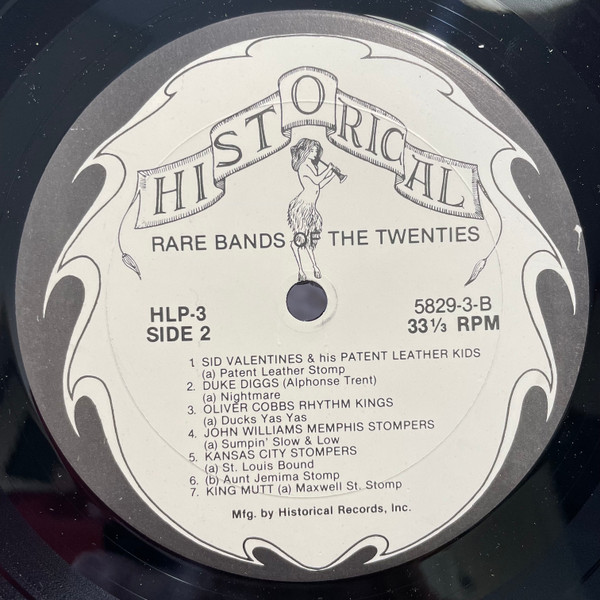 HISTORICAL
RARE BANDS OF THE TWENTIES
HLP-3
SIDE 2
5829-3-B
33⅓ RPM
1. SID VALENTINES & his PATENT LEATHER KIDS
(a) Patent Leather Stomp
2. DUKE DIGGS (Alphonse Trent)
(a) Nightmare
3. OLIVER COBBS RHYTHM KINGS
(a) Ducks Yas Yas
4. JOHN WILLIAMS MEMPHIS STOMPERS
(a) Sumpin' Slow & Low
5. KANSAS CITY STOMPERS
(a) St. Louis Bound
6. (b) Aunt Jemima Stomp
7. KING MUTT (a) Maxwell St. Stomp
Mfg. by Historical Records, Inc.